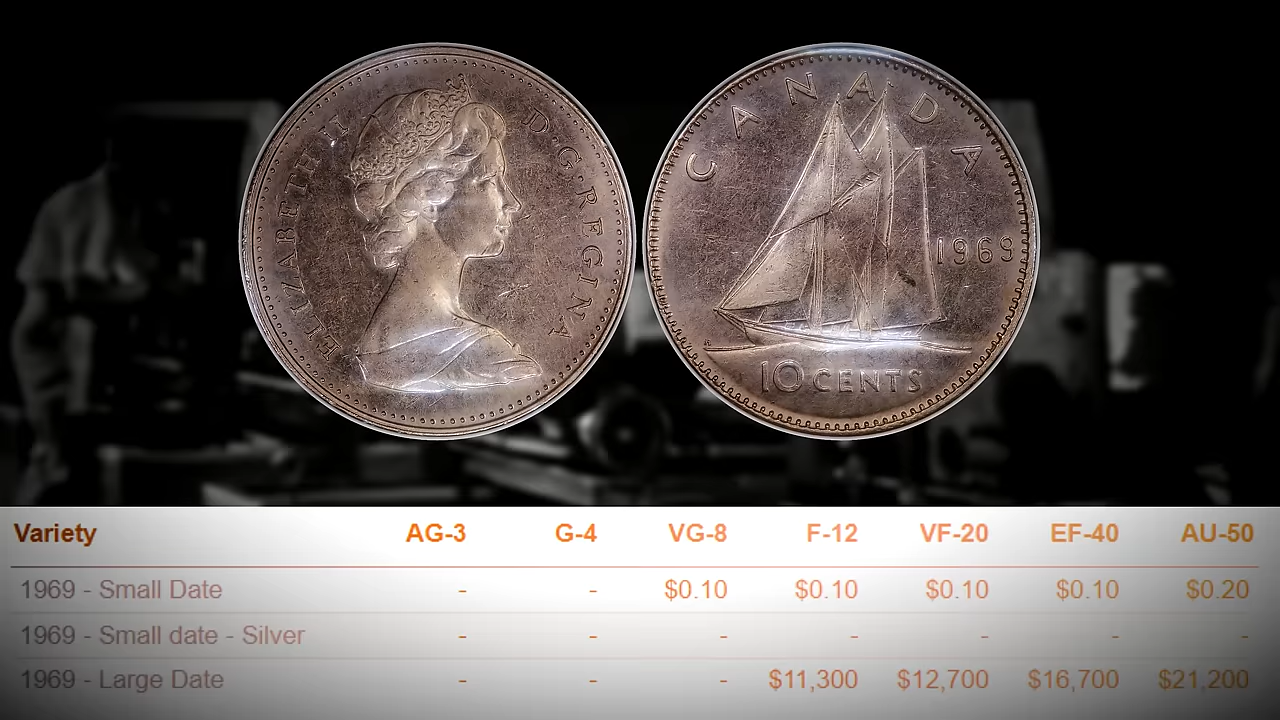 ELIZABETH II D·G·REGINA
CANADA
1969
10 CENTS
Variety AG-3 G-4 VG-8 F-12 VF-20 EF-40 AU-50
1969 - Small Date - - $0.10 $0.10 $0.10 $0.10 $0.20
1969 - Small date - Silver - - - - - - -
1969 - Large Date - - - $11,300 $12,700 $16,700 $21,200